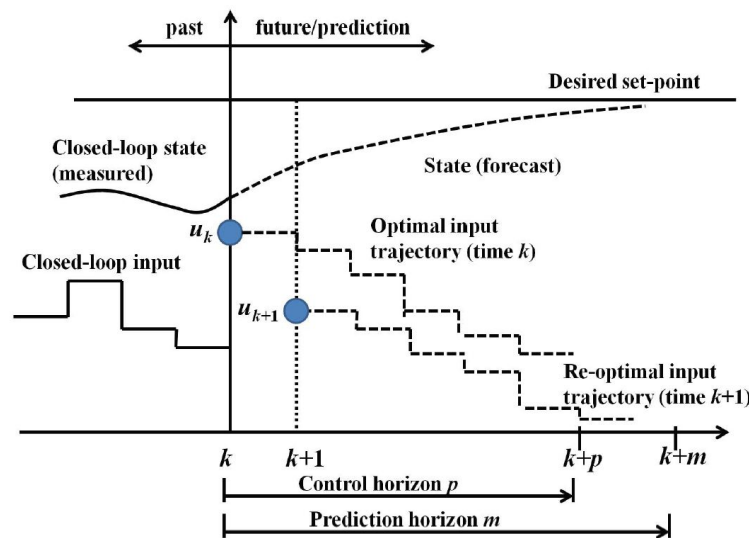 past
future/prediction
Desired set-point
Closed-loop state
(measured)
State (forecast)
u_k
Optimal input
trajectory (time k)
Closed-loop input
u_{k+1}
Re-optimal input
trajectory (time k+1)
k
k+1
k+p
k+m
Control horizon p
Prediction horizon m